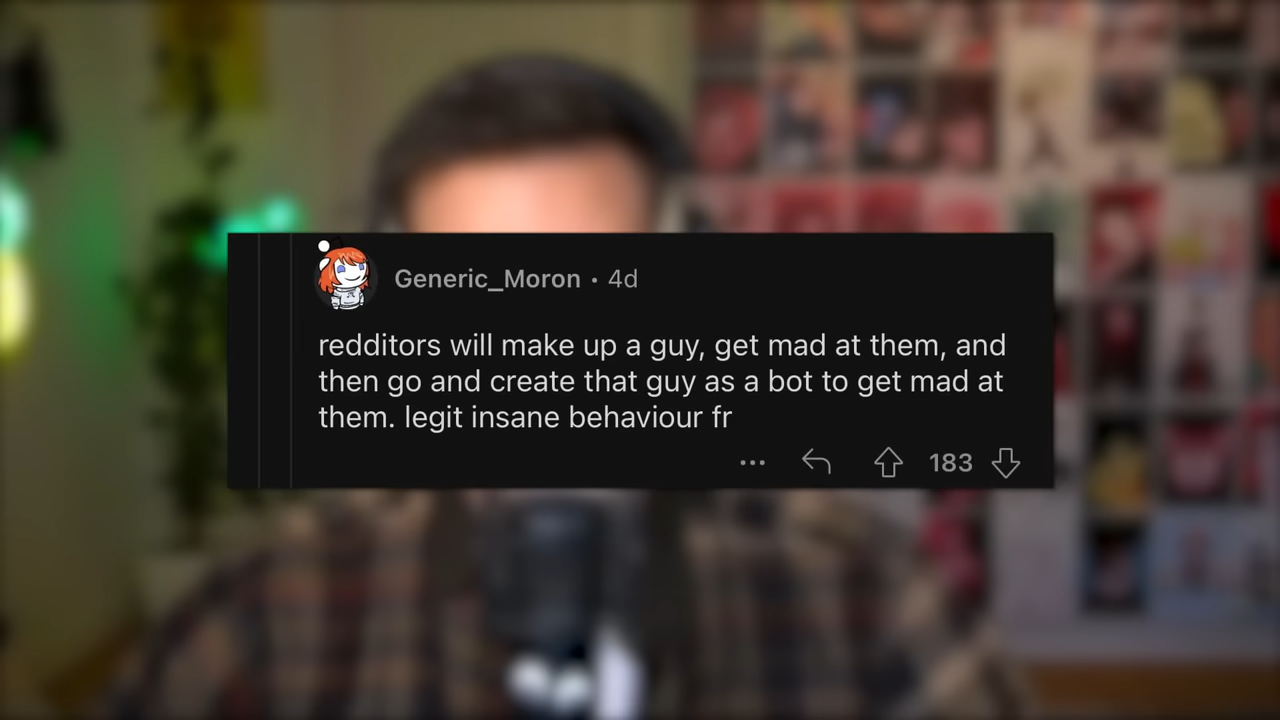 Generic_Moron • 4d
redditors will make up a guy, get mad at them, and
then go and create that guy as a bot to get mad at
them. legit insane behaviour fr
183